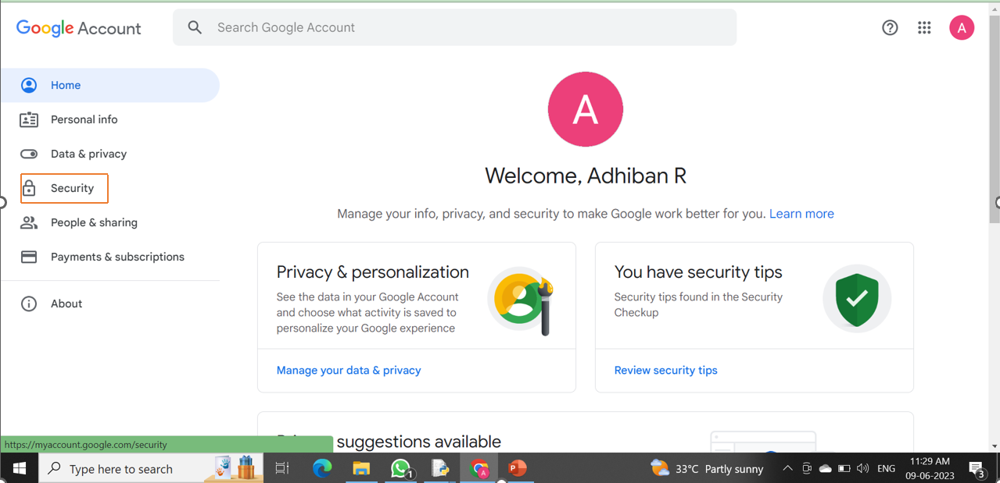 Google Account
Search Google Account
A
Home
Personal info
Data & privacy
Security
People & sharing
Payments & subscriptions
About
A
Welcome, Adhiban R
Manage your info, privacy, and security to make Google work better for you. Learn more
Privacy & personalization
See the data in your Google Account
and choose what activity is saved to
personalize your Google experience
Manage your data & privacy
You have security tips
Security tips found in the Security
Checkup
Review security tips
suggestions available
https://myaccount.google.com/security
Type here to search
1
A
P
33°C Partly sunny
ENG
11:29 AM
09-06-2023
3